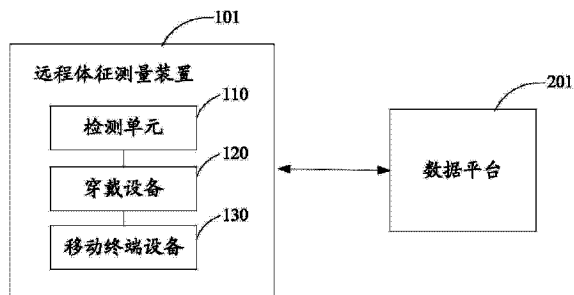 101
远程体征测量装置
110
检测单元
120
穿戴设备
130
移动终端设备
201
数据平台